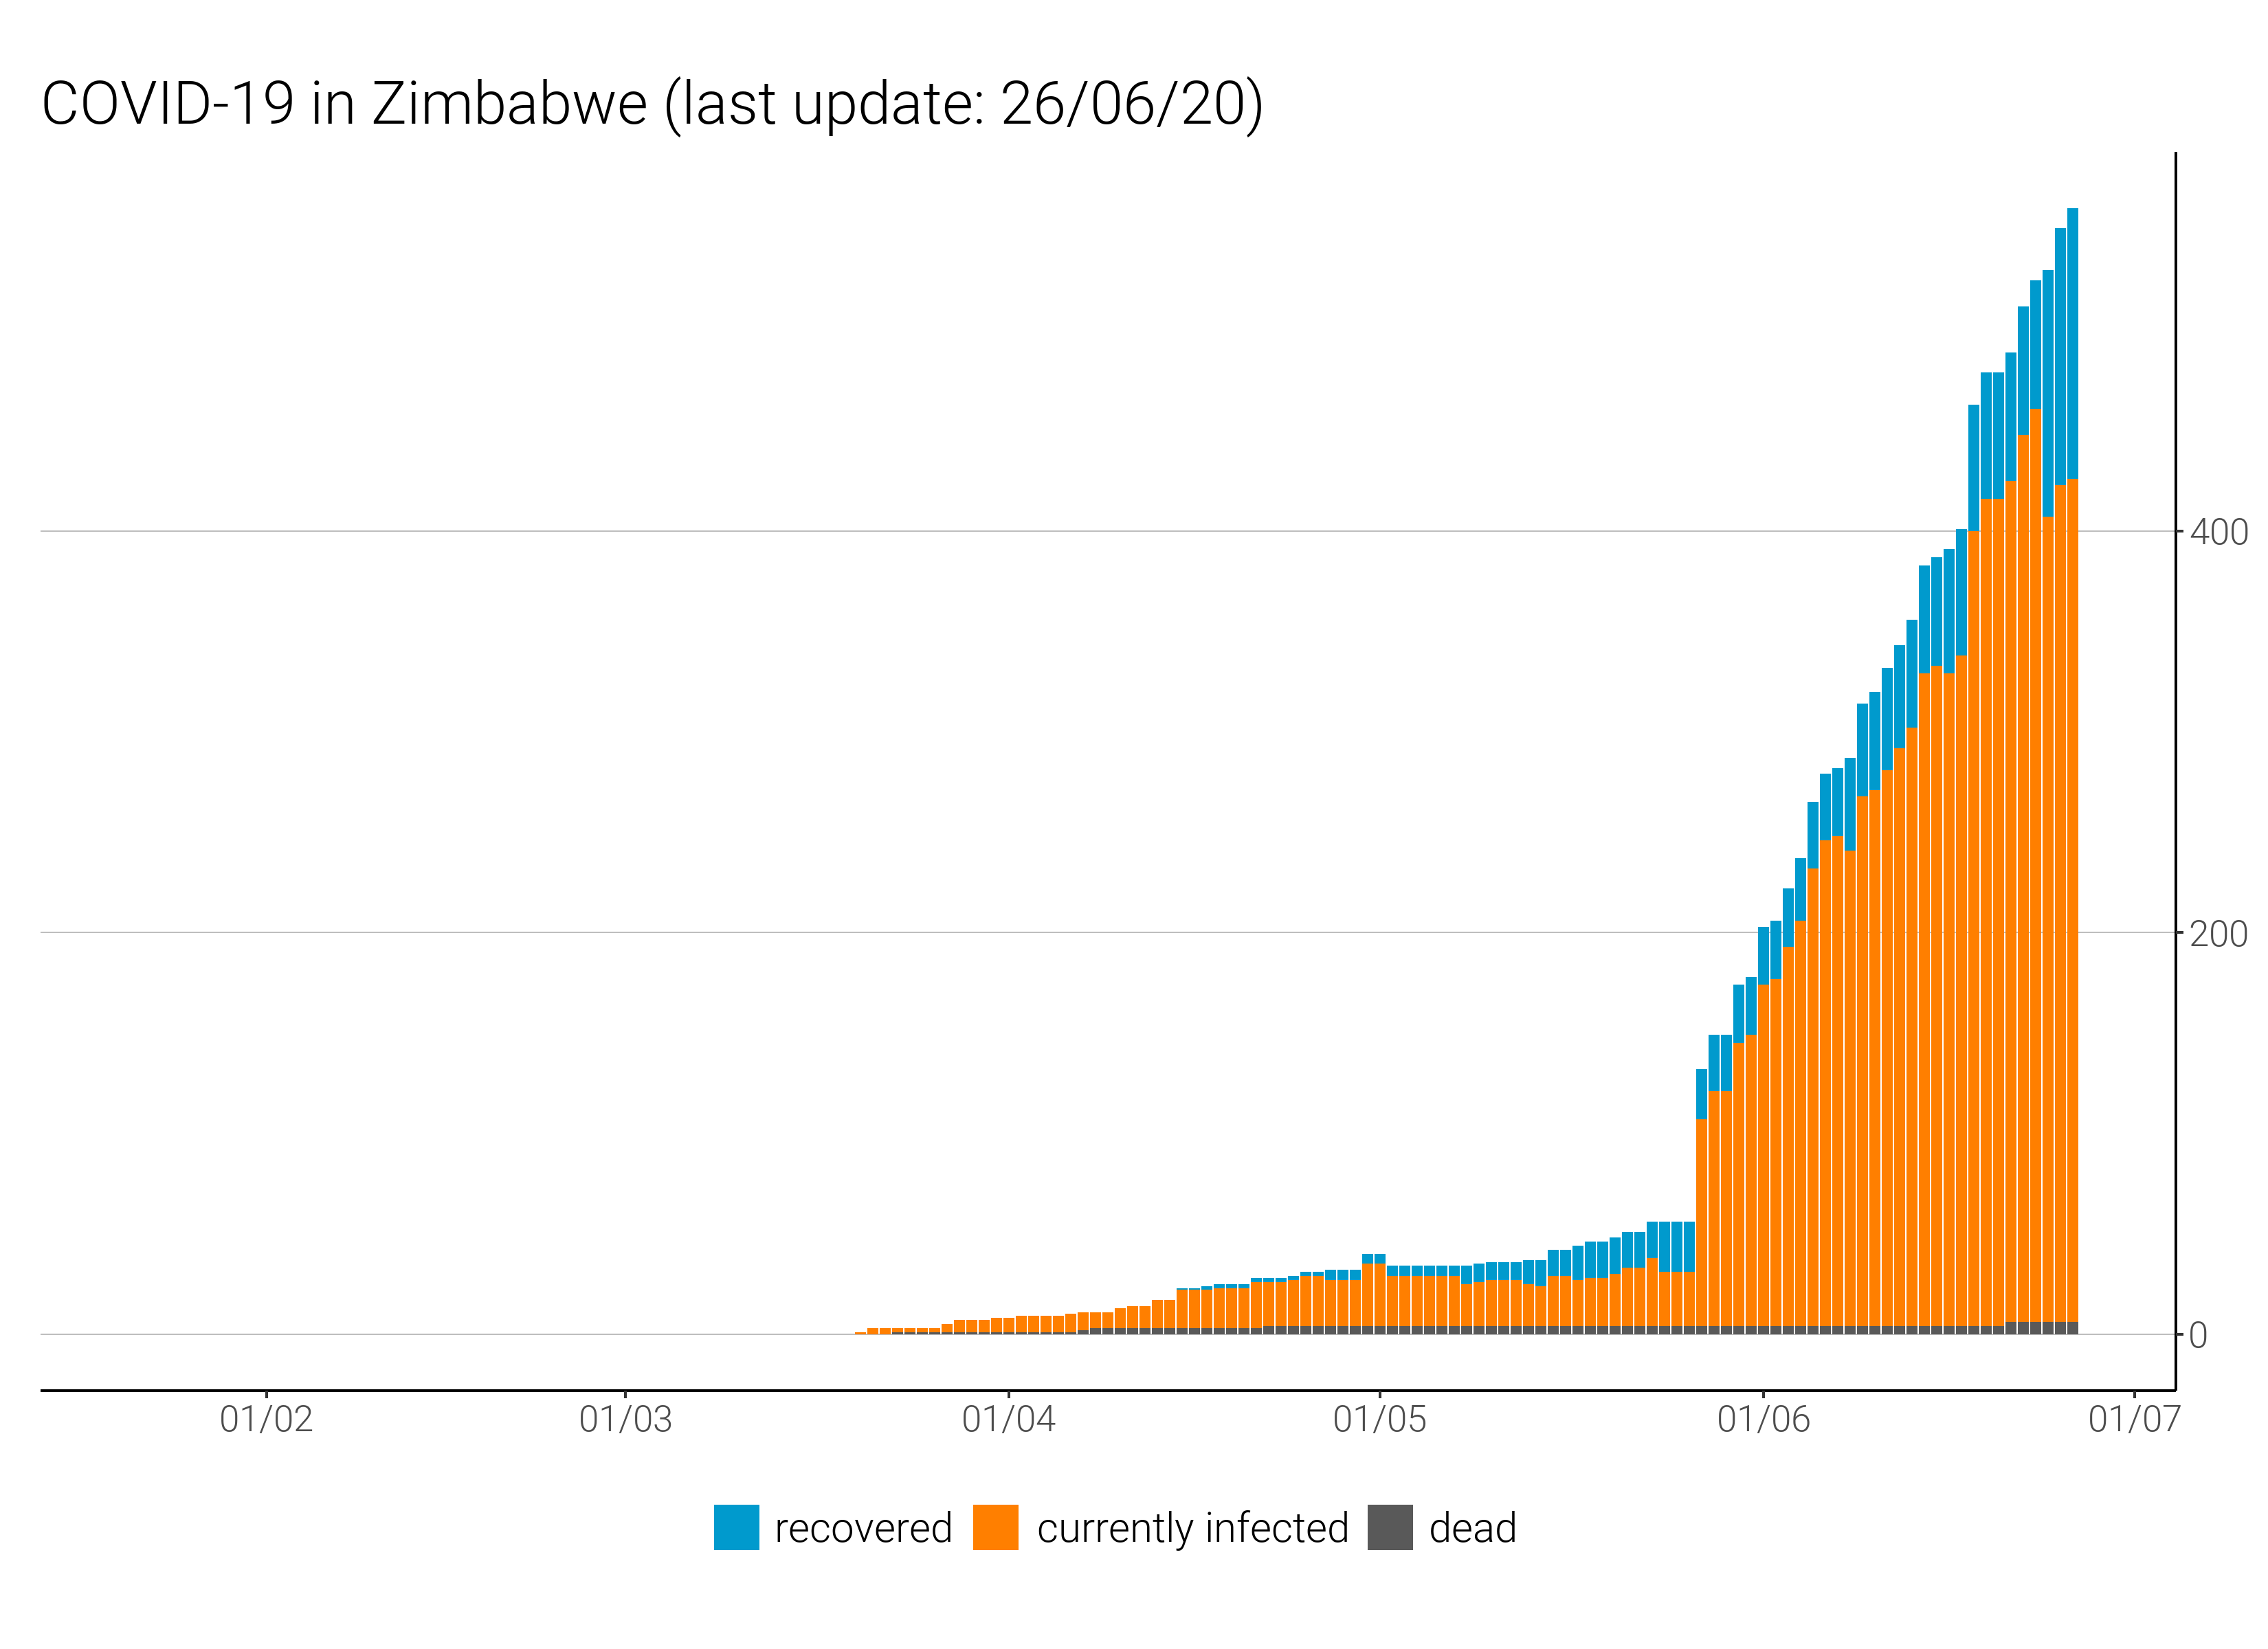 COVID-19 in Zimbabwe (last update: 26/06/20)
400
200
0
01/02 01/03 01/04 01/05 01/06 01/07
recovered currently infected dead